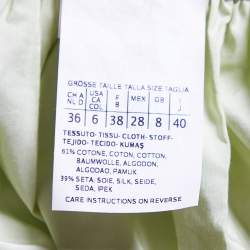 GRÖSSE TAILLE TALLA SIZE TAGLIA
CH A USA F MEX GB I
NL D CA CO B J
36 6 38 28 8 40
TESSUTO-TISSU-CLOTH-STOFF-
TEJIDO-TECIDO-KUMAŞ
61% COTONE, COTON, COTTON,
BAUMWOLLE, ALGODON,
ALGODAO, PAMUK
39% SETA, SOIE, SILK, SEIDE,
SEDA, IPEK
CARE INSTRUCTIONS ON REVERSE